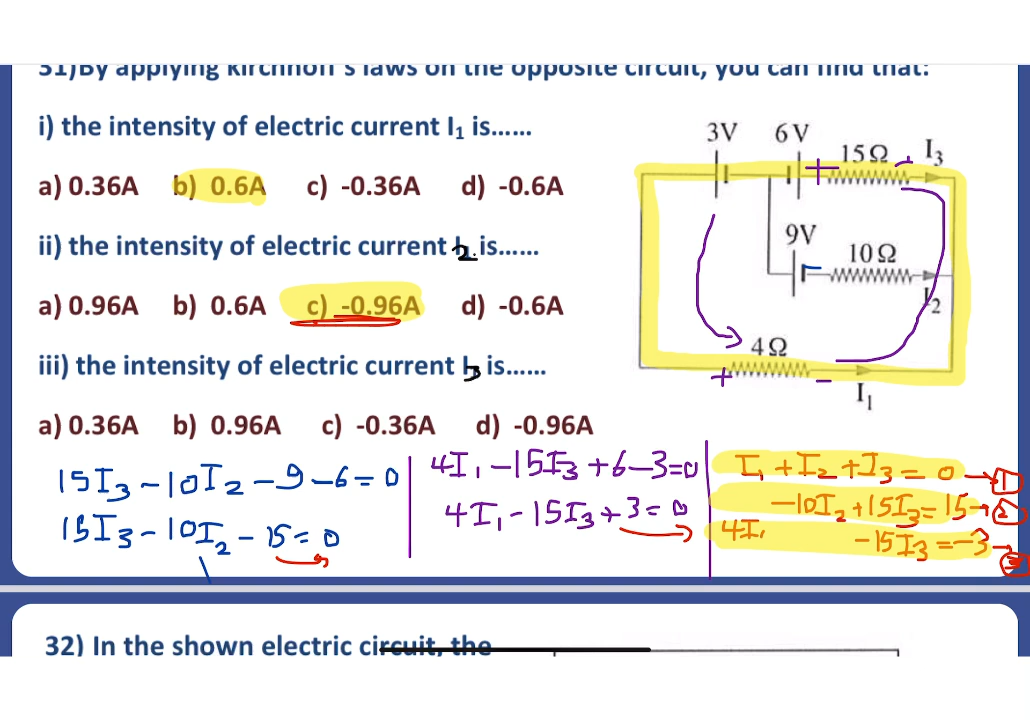 31)By applying Kirchhoff's laws on the opposite circuit, you can find that:
i) the intensity of electric current I₁ is......
a) 0.36A b) 0.6A c) -0.36A d) -0.6A
ii) the intensity of electric current I₂ is......
a) 0.96A b) 0.6A c) -0.96A d) -0.6A
iii) the intensity of electric current I₃ is......
a) 0.36A b) 0.96A c) -0.36A d) -0.96A
3V 6V
15Ω I₃
9V
10Ω
I₂
4Ω
I₁
+ -
+ -
15I₃ - 10I₂ - 9 - 6 = 0
15I₃ - 10I₂ - 15 = 0
4I₁ - 15I₃ + 6 - 3 = 0
4I₁ - 15I₃ + 3 = 0
I₁ + I₂ + I₃ = 0 → 1
-10I₂ + 15I₃ = 15 → 2
4I₁ - 15I₃ = -3 → 3
32) In the shown electric circuit, the